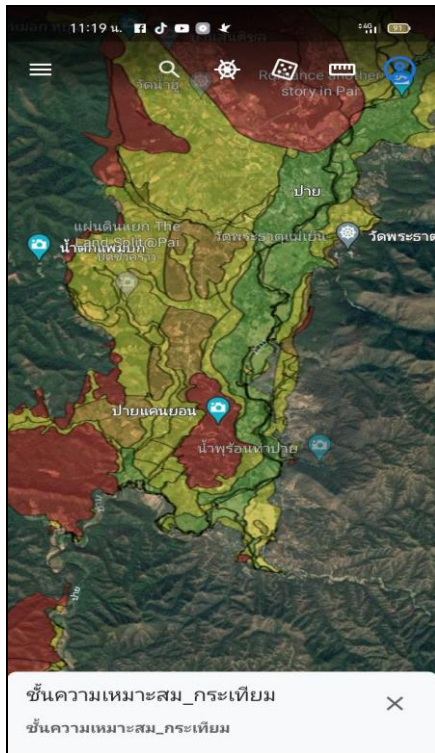 11:19 น.
91
วัดน้ำฮู
Romance another
story in Pai
ปาย
แผ่นดินแยก The
Land Split@Pai
น้ำตกแพมบก
วัดพระธาตุแม่เย็น
วัดพระธาต
ปายแคนยอน
น้ำพุร้อนท่าปาย
ปาย
ชั้นความเหมาะสม_กระเทียม
ชั้นความเหมาะสม_กระเทียม